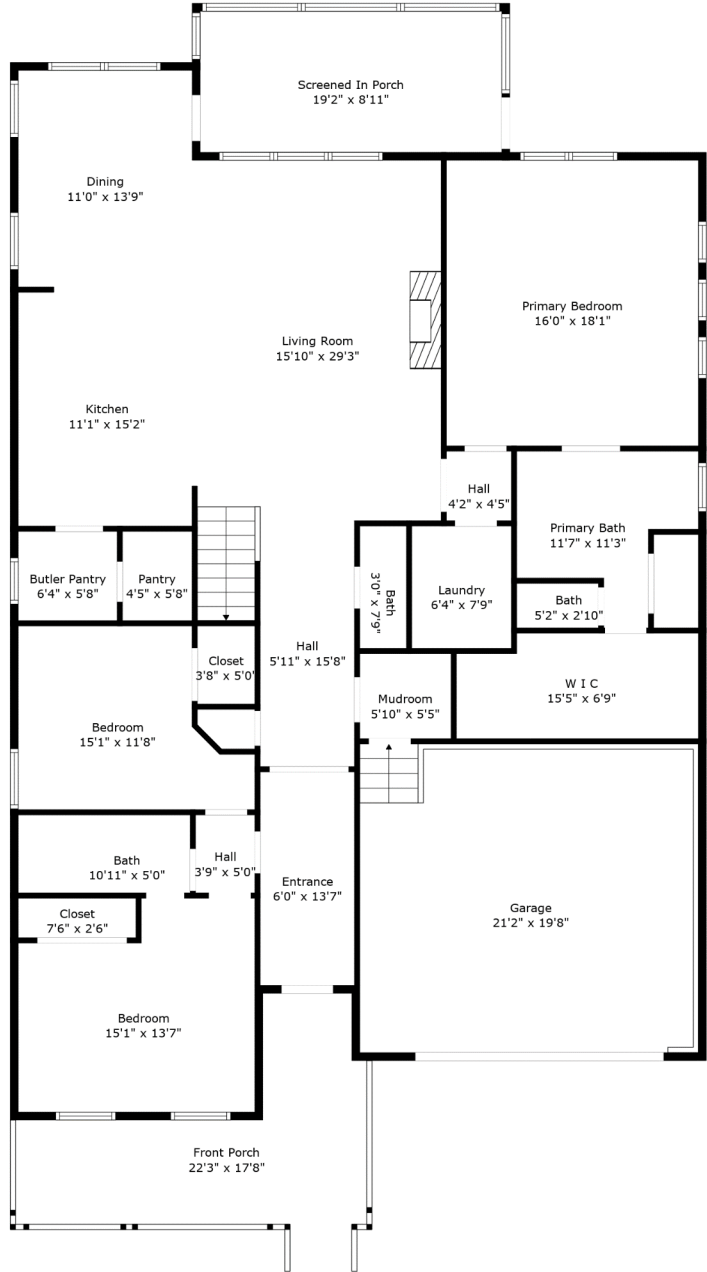 Screened In Porch
19'2" x 8'11"
Dining
11'0" x 13'9"
Primary Bedroom
16'0" x 18'1"
Living Room
15'10" x 29'3"
Kitchen
11'1" x 15'2"
Hall
4'2" x 4'5"
Primary Bath
11'7" x 11'3"
Butler Pantry
6'4" x 5'8"
Pantry
4'5" x 5'8"
Bath
3'0" x 7'9"
Laundry
6'4" x 7'9"
Bath
5'2" x 2'10"
Hall
5'11" x 15'8"
Closet
3'8" x 5'0"
Mudroom
5'10" x 5'5"
W I C
15'5" x 6'9"
Bedroom
15'1" x 11'8"
Bath
10'11" x 5'0"
Hall
3'9" x 5'0"
Entrance
6'0" x 13'7"
Closet
7'6" x 2'6"
Garage
21'2" x 19'8"
Bedroom
15'1" x 13'7"
Front Porch
22'3" x 17'8"